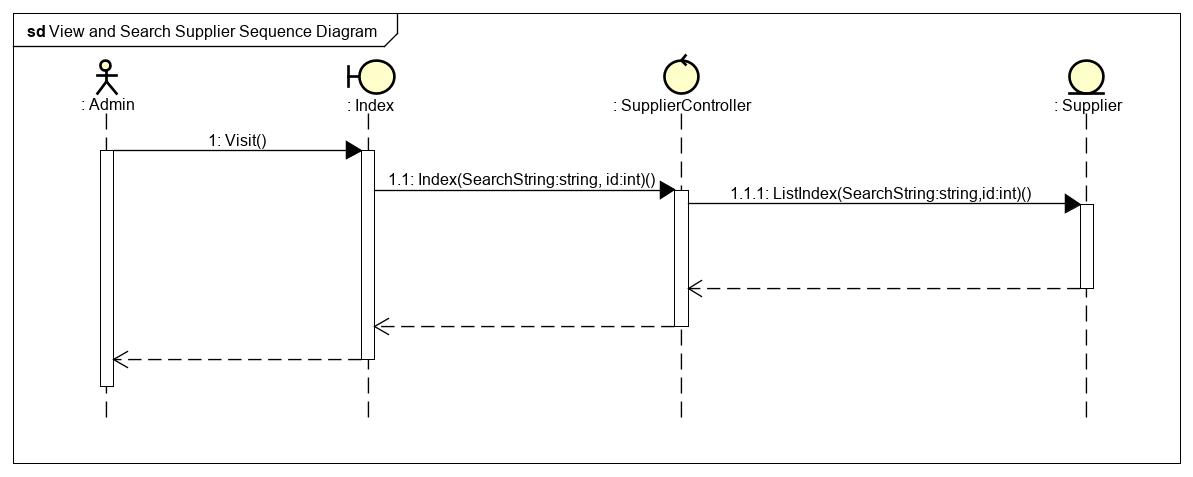 sd View and Search Supplier Sequence Diagram
: Admin
: Index
: SupplierController
: Supplier
1: Visit()
1.1: Index(SearchString:string, id:int)()
1.1.1: ListIndex(SearchString:string,id:int)()